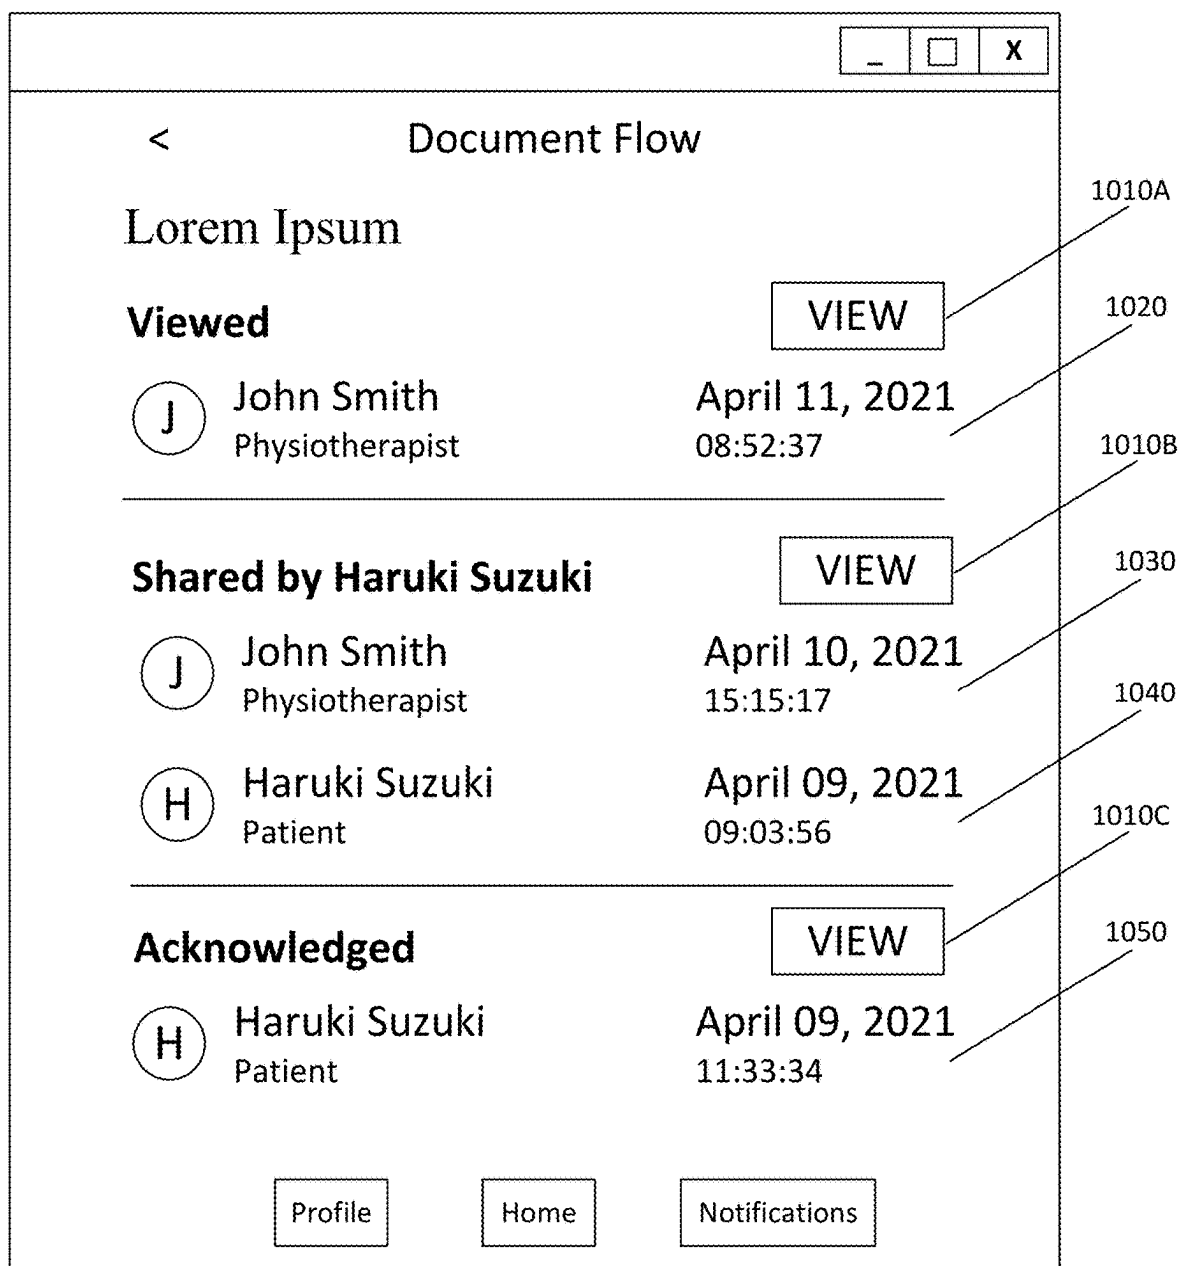 _ X
< Document Flow
1010A
Lorem Ipsum
Viewed VIEW
1020
J John Smith April 11, 2021
Physiotherapist 08:52:37
1010B
Shared by Haruki Suzuki VIEW
1030
J John Smith April 10, 2021
Physiotherapist 15:15:17
1040
H Haruki Suzuki April 09, 2021
Patient 09:03:56
1010C
Acknowledged VIEW
1050
H Haruki Suzuki April 09, 2021
Patient 11:33:34
Profile Home Notifications